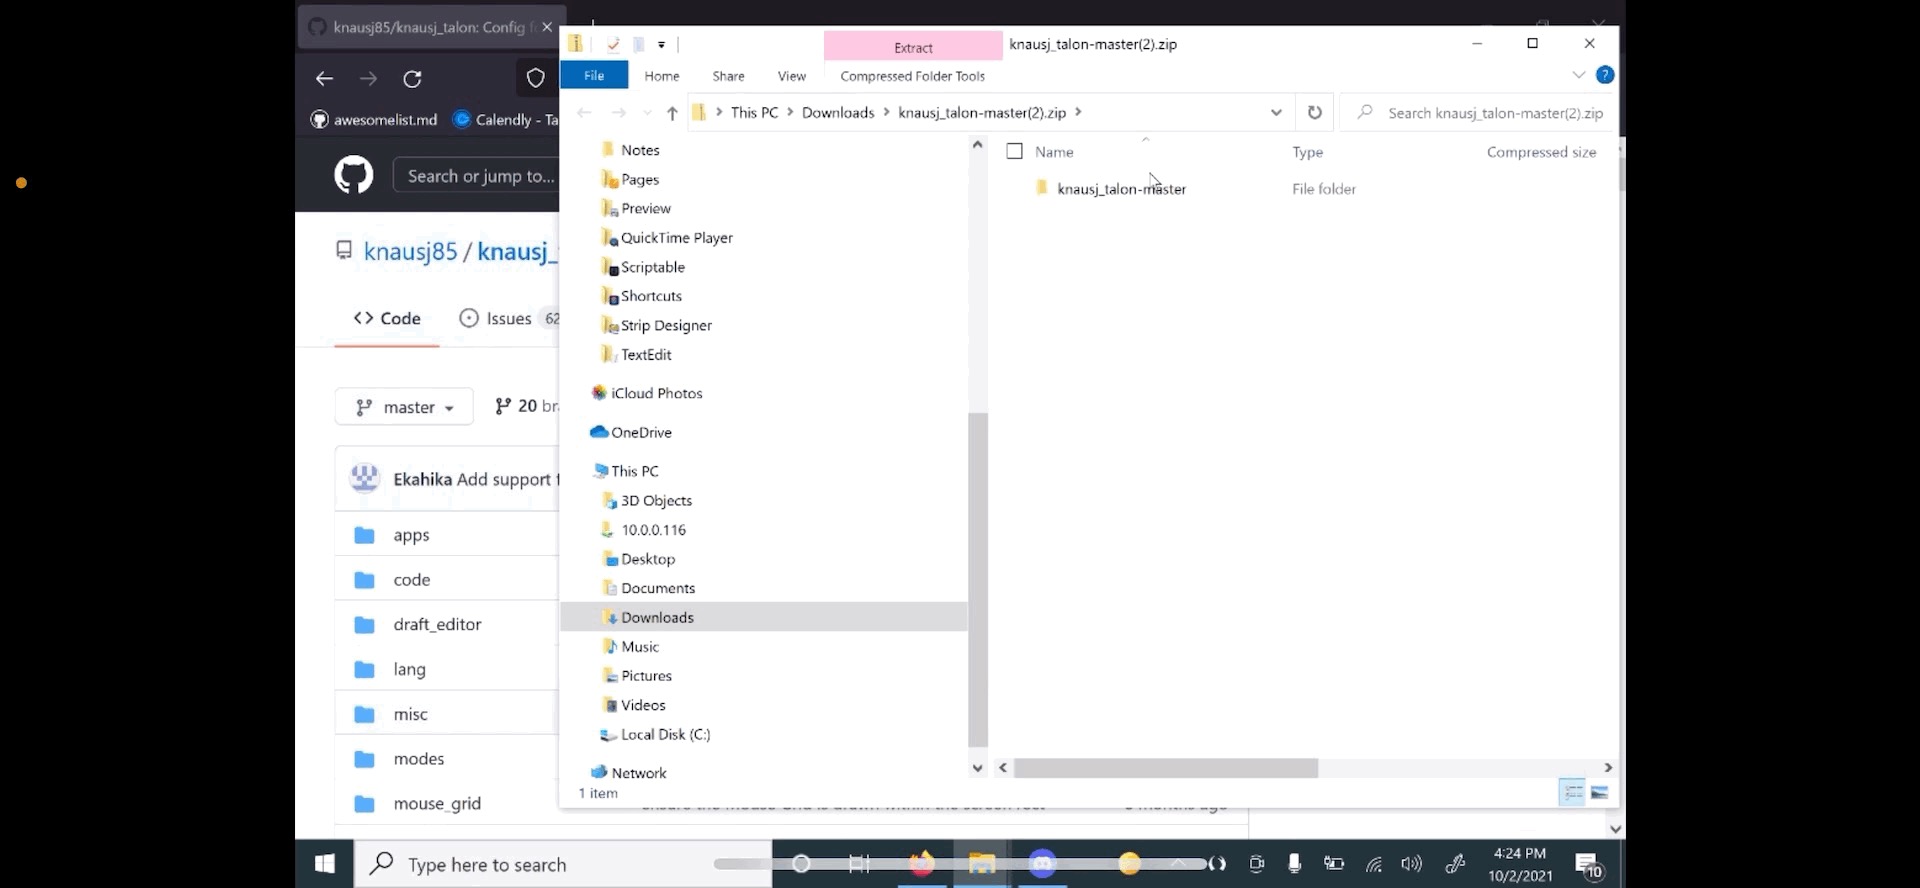 knausj85/knausj_talon: Config f
Extract
knausj_talon-master(2).zip
File
Home
Share
View
Compressed Folder Tools
This PC
Downloads
knausj_talon-master(2).zip
Search knausj_talon-master(2).zip
awesomelist.md
Calendly - Ta
Search or jump to...
knausj85 / knausj_
Code
Issues
62
master
20 br
Ekahika Add support f
apps
code
draft_editor
lang
misc
modes
mouse_grid
Notes
Pages
Preview
QuickTime Player
Scriptable
Shortcuts
Strip Designer
TextEdit
iCloud Photos
OneDrive
This PC
3D Objects
10.0.0.116
Desktop
Documents
Downloads
Music
Pictures
Videos
Local Disk (C:)
Network
1 item
Name
Type
Compressed size
knausj_talon-master
File folder
Type here to search
4:24 PM
10/2/2021
10